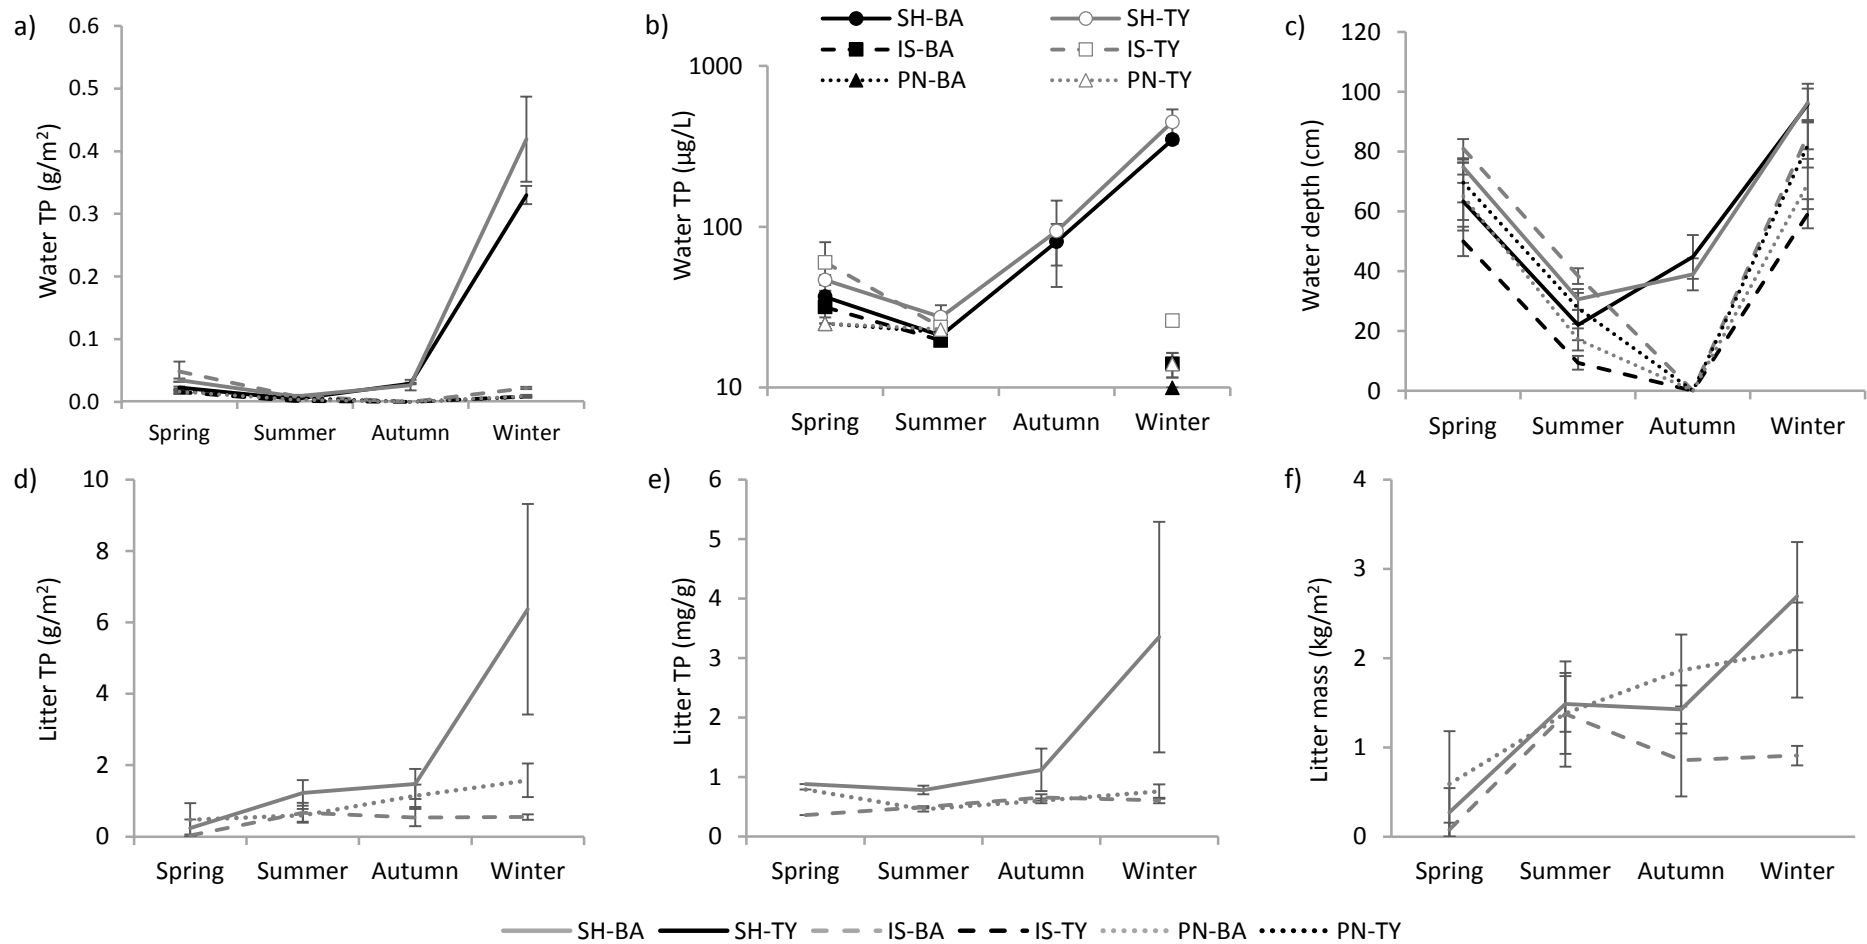 a)
Water TP (g/m²)
0.6
0.5
0.4
0.3
0.2
0.1
0.0
Spring Summer Autumn Winter
b)
SH-BA SH-TY
IS-BA IS-TY
PN-BA PN-TY
Water TP (µg/L)
1000
100
10
Spring Summer Autumn Winter
c)
Water depth (cm)
120
100
80
60
40
20
0
Spring Summer Autumn Winter
d)
Litter TP (g/m²)
10
8
6
4
2
0
Spring Summer Autumn Winter
e)
Litter TP (mg/g)
6
5
4
3
2
1
0
Spring Summer Autumn Winter
f)
Litter mass (kg/m²)
4
3
2
1
0
Spring Summer Autumn Winter
SH-BA SH-TY IS-BA IS-TY PN-BA PN-TY